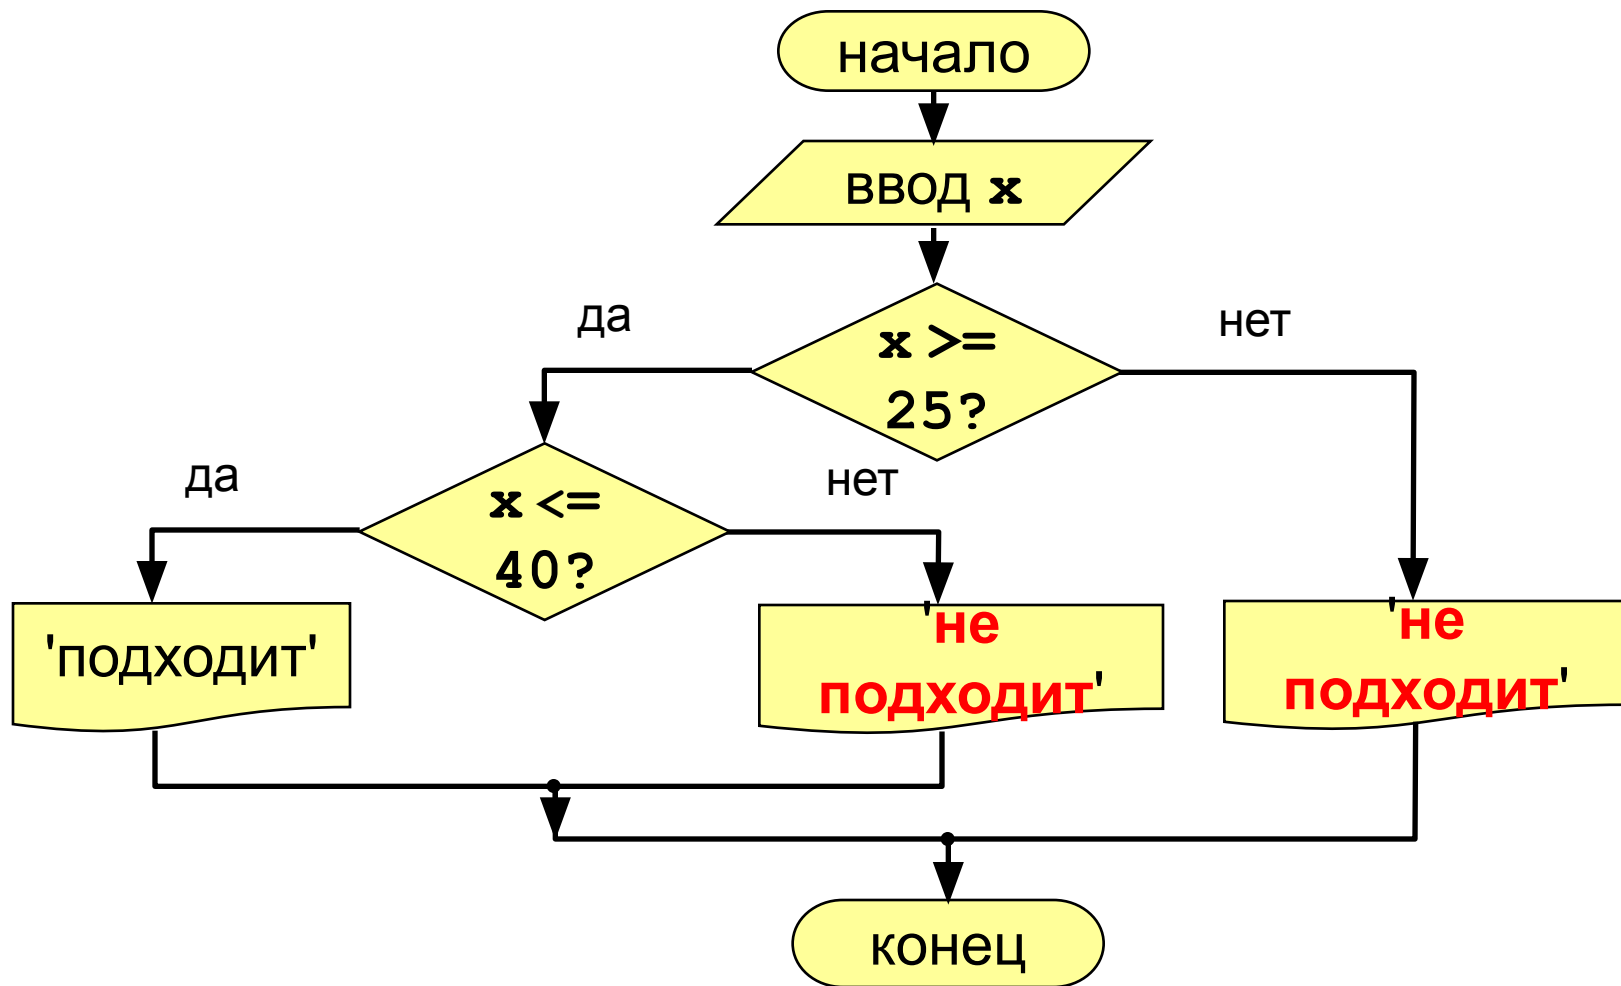 начало
ввод x
да
x >=
25?
нет
да
x <=
40?
нет
'подходит'
'не
подходит'
'не
подходит'
конец